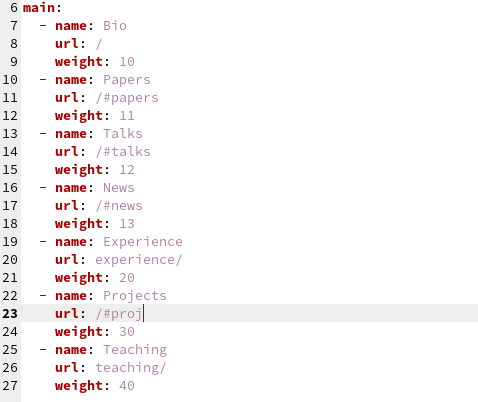 6 main:
7   - name: Bio
8     url: /
9     weight: 10
10   - name: Papers
11     url: /#papers
12     weight: 11
13   - name: Talks
14     url: /#talks
15     weight: 12
16   - name: News
17     url: /#news
18     weight: 13
19   - name: Experience
20     url: experience/
21     weight: 20
22   - name: Projects
23     url: /#proj
24     weight: 30
25   - name: Teaching
26     url: teaching/
27     weight: 40